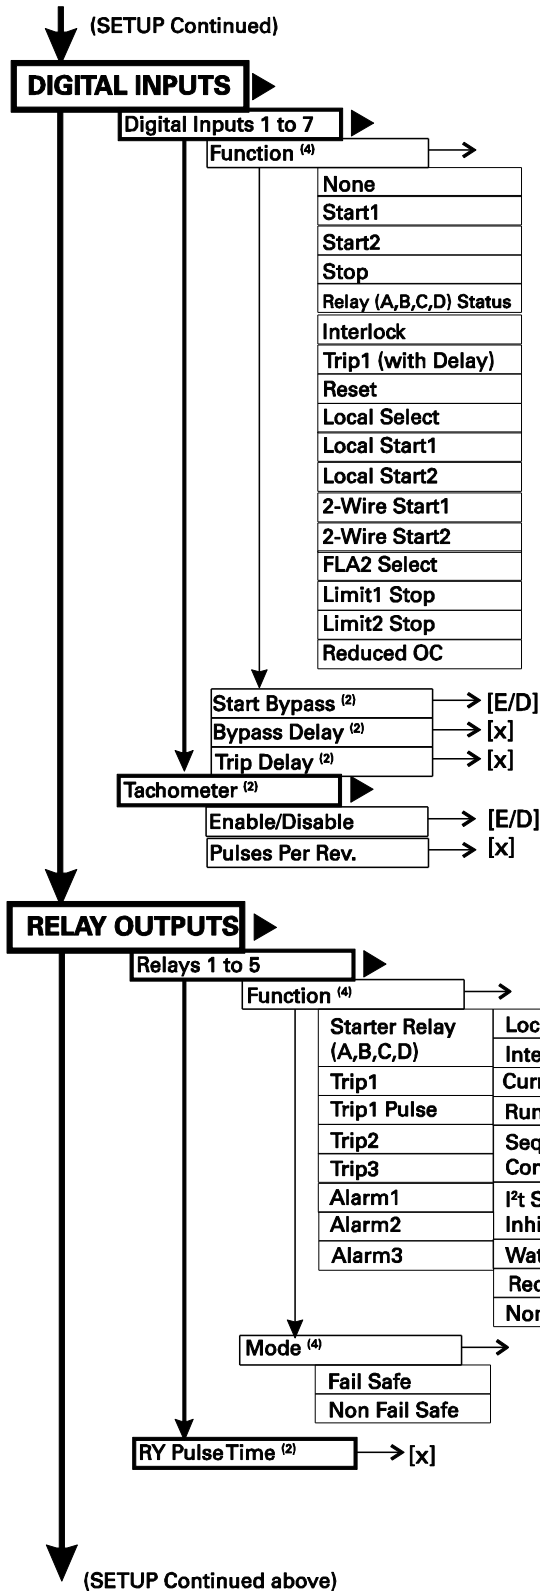 (SETUP Continued)
DIGITAL INPUTS
Digital Inputs 1 to 7
Function (4)
None
Start1
Start2
Stop
Relay (A,B,C,D) Status
Interlock
Trip1 (with Delay)
Reset
Local Select
Local Start1
Local Start2
2-Wire Start1
2-Wire Start2
FLA2 Select
Limit1 Stop
Limit2 Stop
Reduced OC
Start Bypass (2) [E/D]
Bypass Delay (2) [x]
Trip Delay (2) [x]
Tachometer (2)
Enable/Disable [E/D]
Pulses Per Rev. [x]
RELAY OUTPUTS
Relays 1 to 5
Function (4)
Starter Relay
(A,B,C,D)
Trip1
Trip1 Pulse
Trip2
Trip3
Alarm1
Alarm2
Alarm3
Run
I²t S
Mode (4)
Fail Safe
Non Fail Safe
RY Pulse Time (2) [x]
(SETUP Continued above)